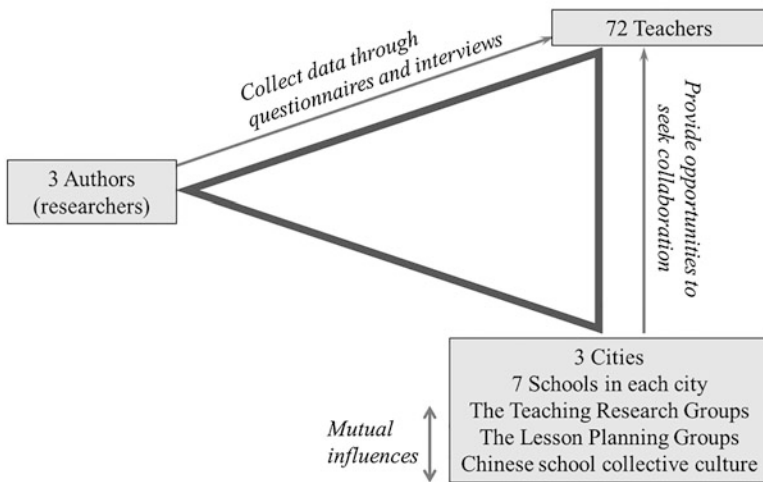 72 Teachers
Collect data through
questionnaires and interviews
Provide opportunities to
seek collaboration
3 Authors
(researchers)
3 Cities
7 Schools in each city
The Teaching Research Groups
The Lesson Planning Groups
Chinese school collective culture
Mutual
influences